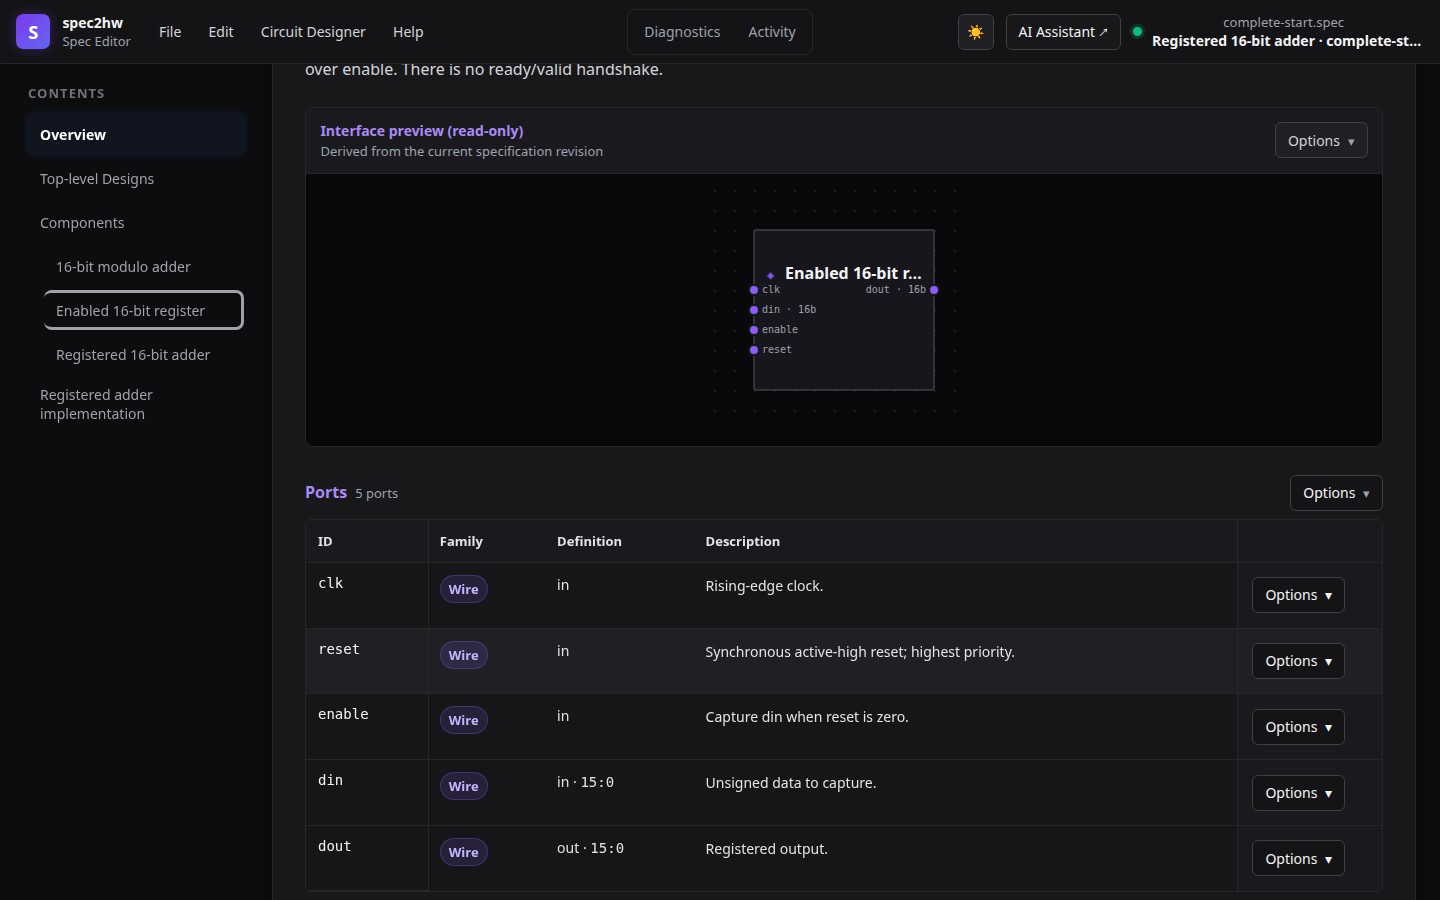 S
spec2hw
Spec Editor
File
Edit
Circuit Designer
Help
Diagnostics
Activity
AI Assistant ↗
complete-start.spec
Registered 16-bit adder · complete-st...
CONTENTS
Overview
Top-level Designs
Components
16-bit modulo adder
Enabled 16-bit register
Registered 16-bit adder
Registered adder
implementation
over enable. There is no ready/valid handshake.
Interface preview (read-only)
Derived from the current specification revision
Options ▾
Enabled 16-bit r...
clk
dout · 16b
din · 16b
enable
reset
Ports 5 ports
Options ▾
ID Family Definition Description
clk Wire in Rising-edge clock. Options ▾
reset Wire in Synchronous active-high reset; highest priority. Options ▾
enable Wire in Capture din when reset is zero. Options ▾
din Wire in · 15:0 Unsigned data to capture. Options ▾
dout Wire out · 15:0 Registered output. Options ▾